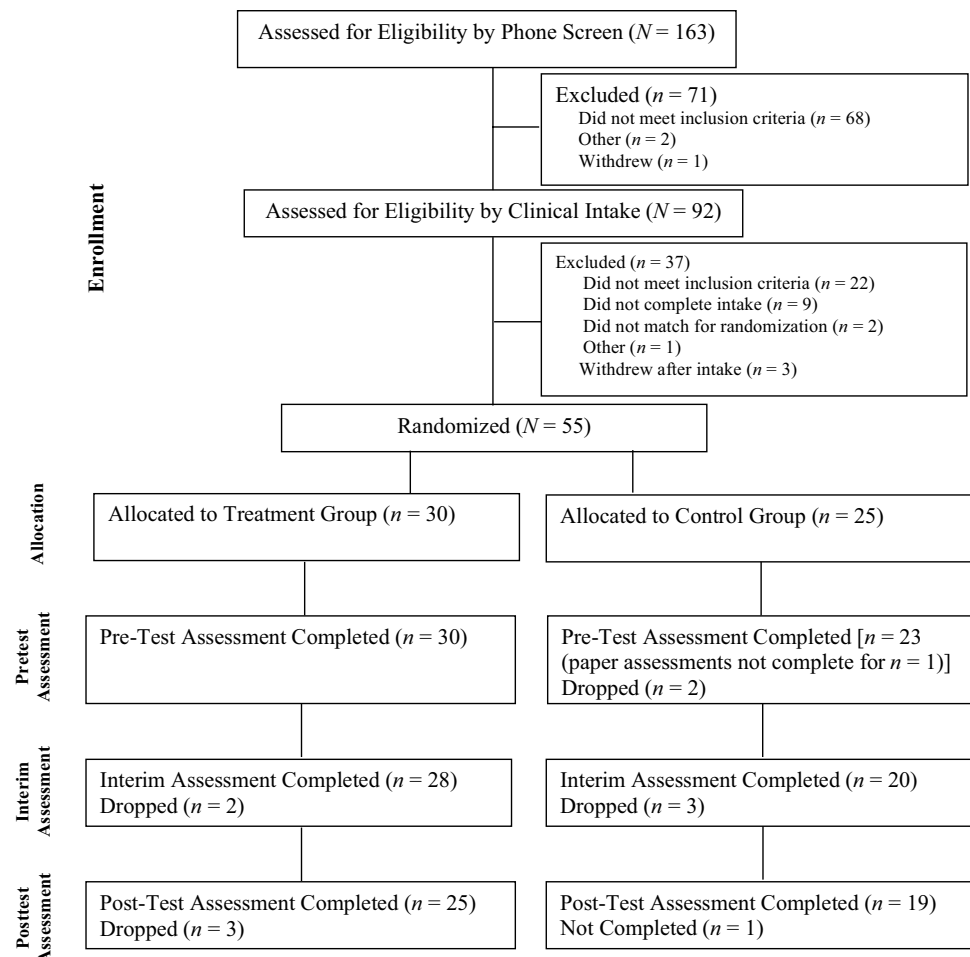 Assessed for Eligibility by Phone Screen (N = 163)
Excluded (n = 71)
Did not meet inclusion criteria (n = 68)
Other (n = 2)
Withdrew (n = 1)
Enrollment
Assessed for Eligibility by Clinical Intake (N = 92)
Excluded (n = 37)
Did not meet inclusion criteria (n = 22)
Did not complete intake (n = 9)
Did not match for randomization (n = 2)
Other (n = 1)
Withdrew after intake (n = 3)
Randomized (N = 55)
Allocation
Allocated to Treatment Group (n = 30)
Allocated to Control Group (n = 25)
Pretest
Assessment
Pre-Test Assessment Completed (n = 30)
Pre-Test Assessment Completed [n = 23
(paper assessments not complete for n = 1)]
Dropped (n = 2)
Interim
Assessment
Interim Assessment Completed (n = 28)
Dropped (n = 2)
Interim Assessment Completed (n = 20)
Dropped (n = 3)
Posttest
Assessment
Post-Test Assessment Completed (n = 25)
Dropped (n = 3)
Post-Test Assessment Completed (n = 19)
Not Completed (n = 1)